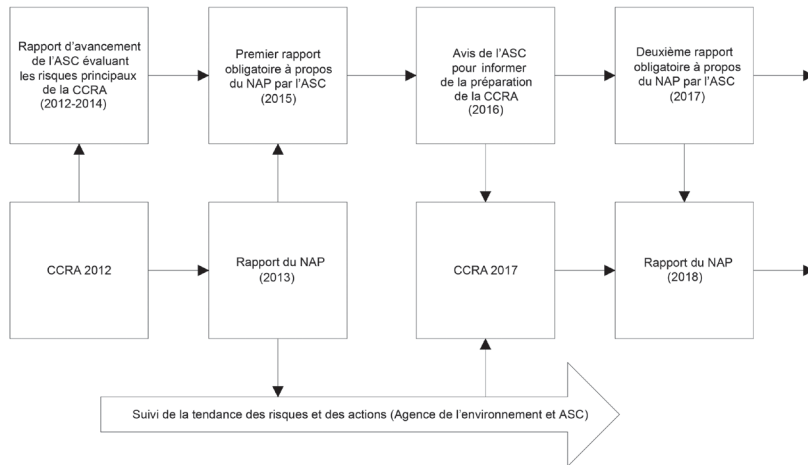 Rapport d'avancement
de l'ASC évaluant
les risques principaux
de la CCRA
(2012-2014)
Premier rapport
obligatoire à propos
du NAP par l'ASC
(2015)
Avis de l'ASC
pour informer
de la préparation
de la CCRA
(2016)
Deuxième rapport
obligatoire à propos
du NAP par l'ASC
(2017)
CCRA 2012
Rapport du NAP
(2013)
CCRA 2017
Rapport du NAP
(2018)
Suivi de la tendance des risques et des actions (Agence de l'environnement et ASC)